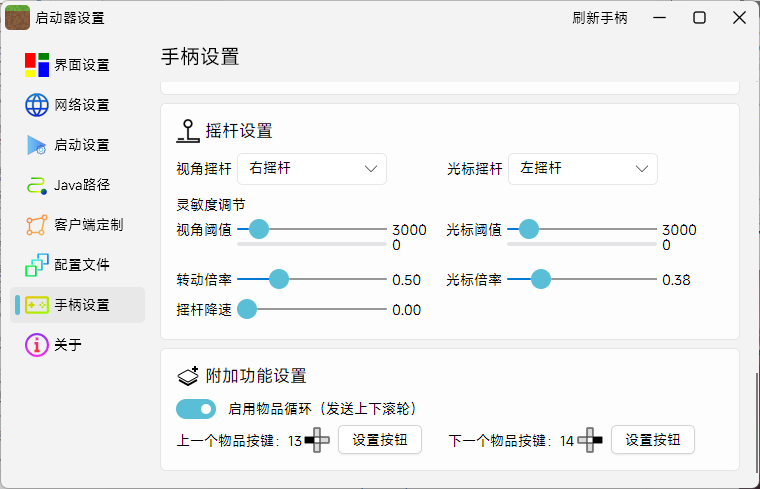 启动器设置 刷新手柄
界面设置
网络设置
启动设置
Java路径
客户端定制
配置文件
手柄设置
关于
手柄设置
摇杆设置
视角摇杆 右摇杆 光标摇杆 左摇杆
灵敏度调节
视角阈值 3000 光标阈值 3000
0 0
转动倍率 0.50 光标倍率 0.38
摇杆降速 0.00
附加功能设置
启用物品循环（发送上下滚轮）
上一个物品按键：13 设置按钮 下一个物品按键：14 设置按钮